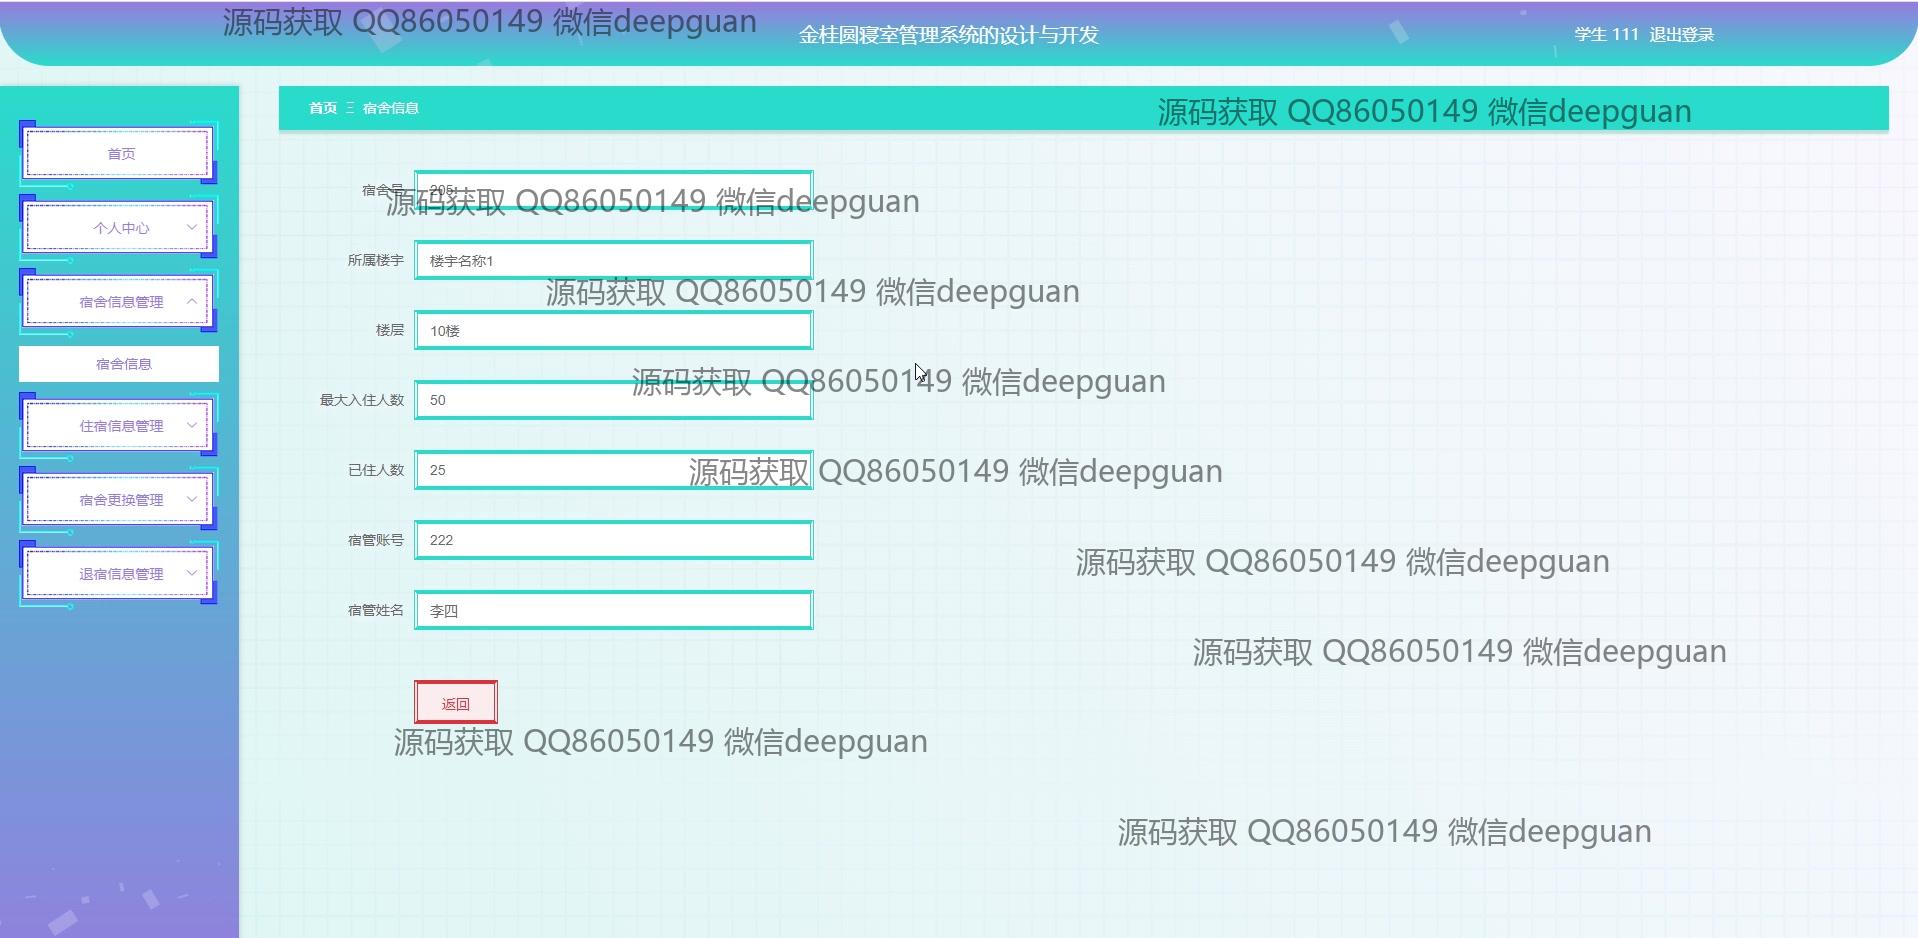 源码获取 QQ86050149 微信deepguan
金桂圆寝室管理系统的设计与开发
学生 111 退出登录
首页 Ξ 宿舍信息
源码获取 QQ86050149 微信deepguan
首页
个人中心
宿舍信息管理
宿舍信息
住宿信息管理
宿舍更换管理
退宿信息管理
宿舍号 205
源码获取 QQ86050149 微信deepguan
所属楼宇 楼宇名称1
源码获取 QQ86050149 微信deepguan
楼层 10楼
源码获取 QQ86050149 微信deepguan
最大入住人数 50
已住人数 25
源码获取 QQ86050149 微信deepguan
宿管账号 222
源码获取 QQ86050149 微信deepguan
宿管姓名 李四
源码获取 QQ86050149 微信deepguan
返回
源码获取 QQ86050149 微信deepguan
源码获取 QQ86050149 微信deepguan